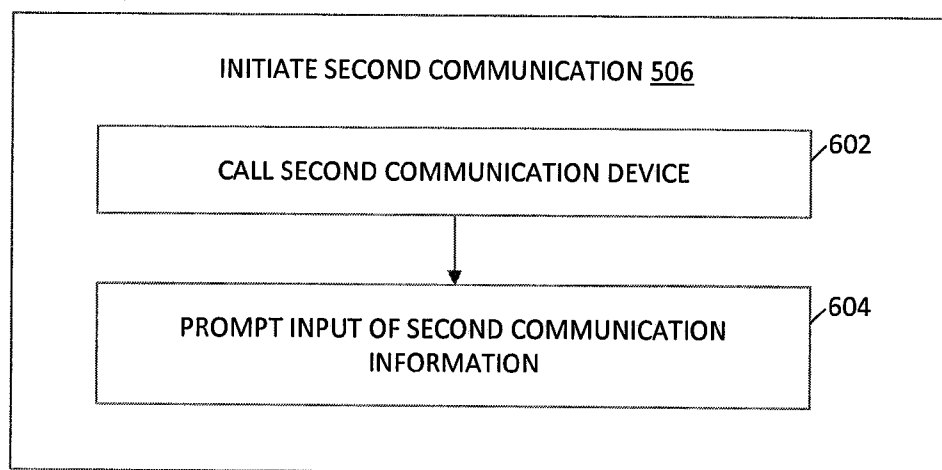 INITIATE SECOND COMMUNICATION 506
602
CALL SECOND COMMUNICATION DEVICE
604
PROMPT INPUT OF SECOND COMMUNICATION
INFORMATION